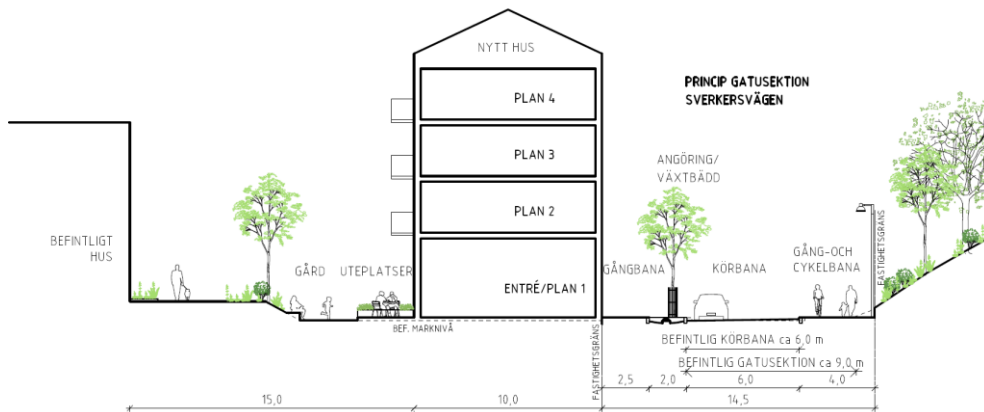 NYTT HUS
PRINCIP GATUSEKTION
SVERKERSVÄGEN
PLAN 4
PLAN 3
PLAN 2
ENTRÉ/PLAN 1
ANGÖRING/
VÄXTBÄDD
BEFINTLIGT
HUS
GÅRD
UTEPLATSER
GÅNGBANA
KÖRBANA
GÅNG-OCH
CYKELBANA
FASTIGHETSGRÄNS
BEF. MARKNIVÅ
FASTIGHETSGRÄNS
BEFINTLIG KÖRBANA ca 6,0 m
BEFINTLIG GATUSEKTION ca 9,0 m
2,5
2,0
6,0
4,0
15,0
10,0
14,5